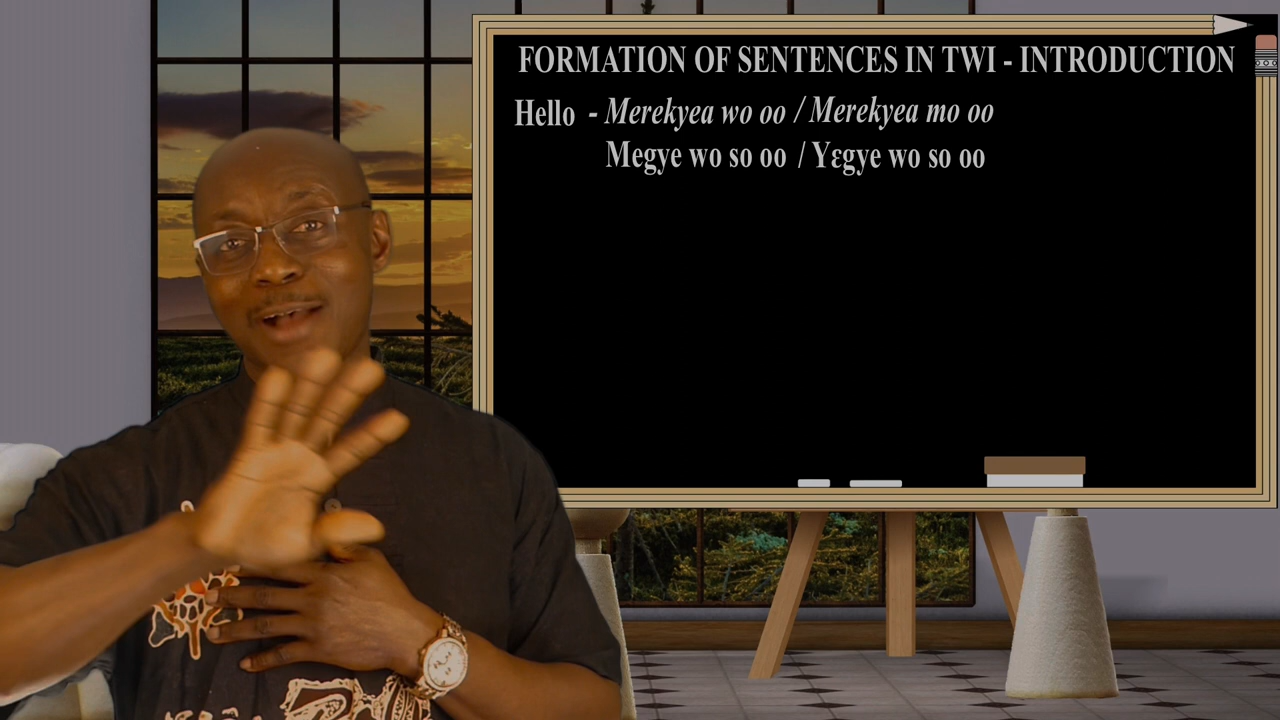 FORMATION OF SENTENCES IN TWI - INTRODUCTION
Hello - Merekyea wo oo / Merekyea mo oo
Megye wo so oo / Yɛgye wo so oo